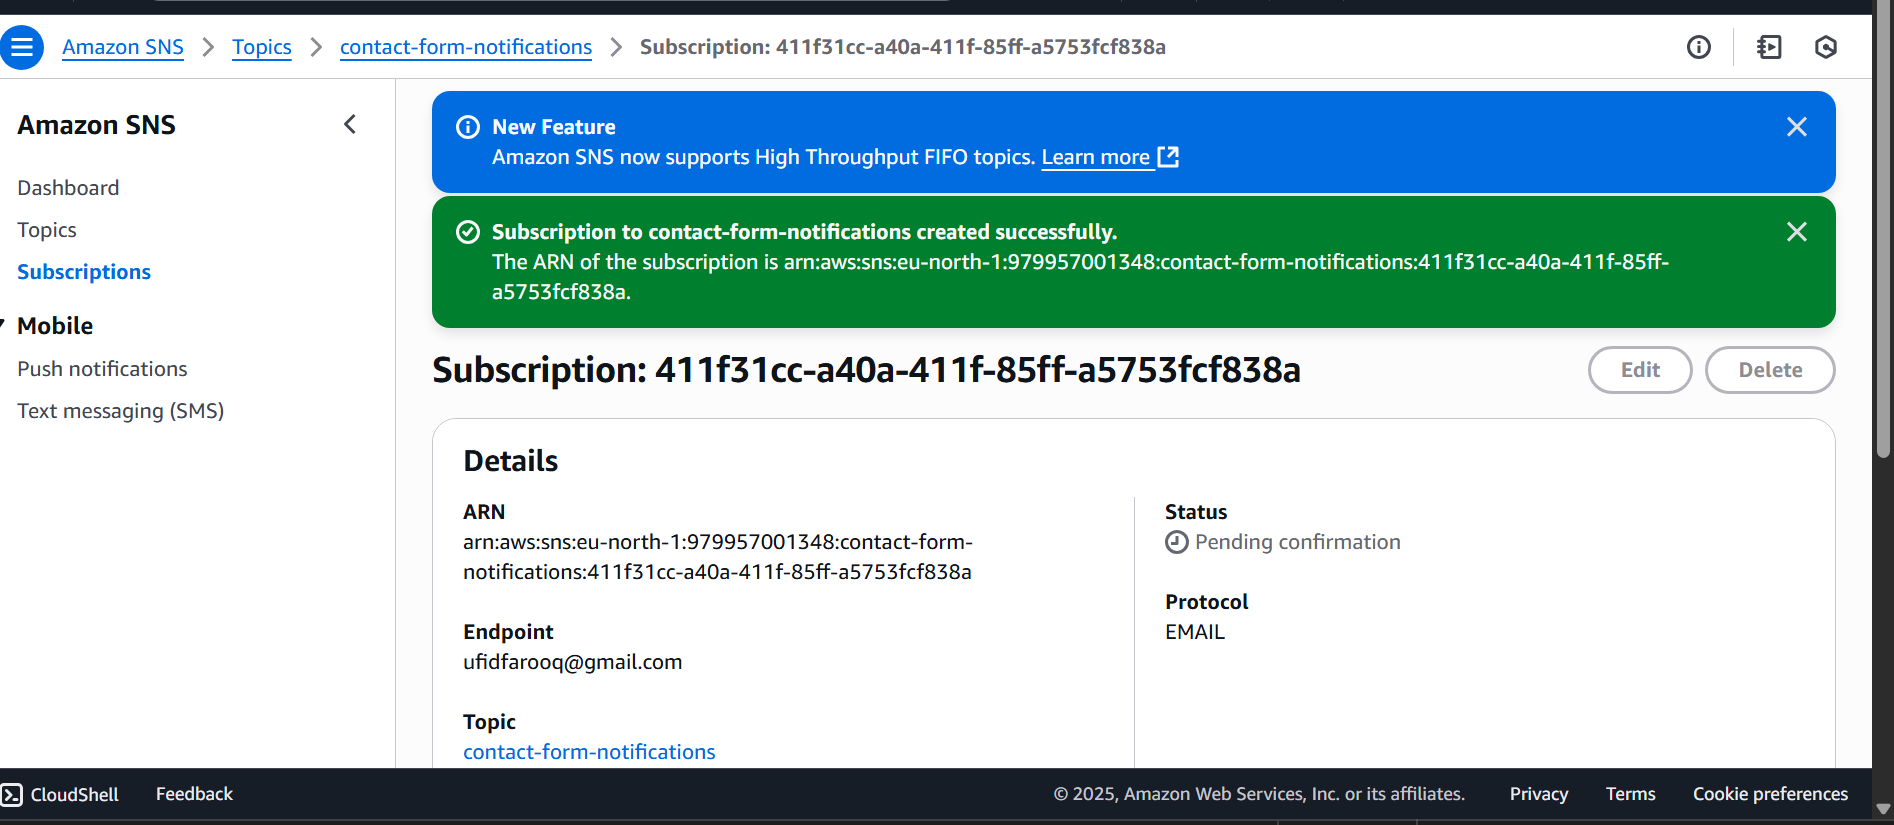 Amazon SNS > Topics > contact-form-notifications > Subscription: 411f31cc-a40a-411f-85ff-a5753fcf838a
Amazon SNS
Dashboard
Topics
Subscriptions
Mobile
Push notifications
Text messaging (SMS)
New Feature
Amazon SNS now supports High Throughput FIFO topics. Learn more
Subscription to contact-form-notifications created successfully.
The ARN of the subscription is arn:aws:sns:eu-north-1:979957001348:contact-form-notifications:411f31cc-a40a-411f-85ff-
a5753fcf838a.
Subscription: 411f31cc-a40a-411f-85ff-a5753fcf838a
Edit
Delete
Details
ARN
arn:aws:sns:eu-north-1:979957001348:contact-form-
notifications:411f31cc-a40a-411f-85ff-a5753fcf838a
Endpoint
ufidfarooq@gmail.com
Topic
contact-form-notifications
Status
Pending confirmation
Protocol
EMAIL
CloudShell
Feedback
© 2025, Amazon Web Services, Inc. or its affiliates.
Privacy
Terms
Cookie preferences